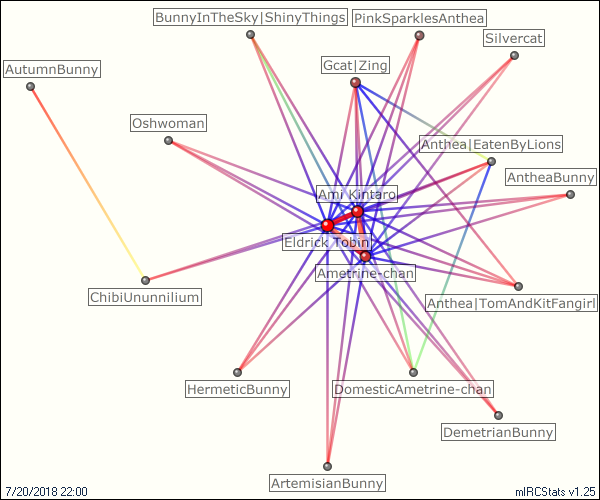 BunnyInTheSky|ShinyThings
PinkSparklesAnthea
Silvercat
Gcat|Zing
AutumnBunny
Oshwoman
Anthea|EatenByLions
AntheaBunny
Ami Kintaro
Eldrick Tobin
Ametrine-chan
ChibiUnunnilium
Anthea|TomAndKitFangirl
HermeticBunny
DomesticAmetrine-chan
DemetrianBunny
ArtemisianBunny
7/20/2018 22:00
mIRCStats v1.25